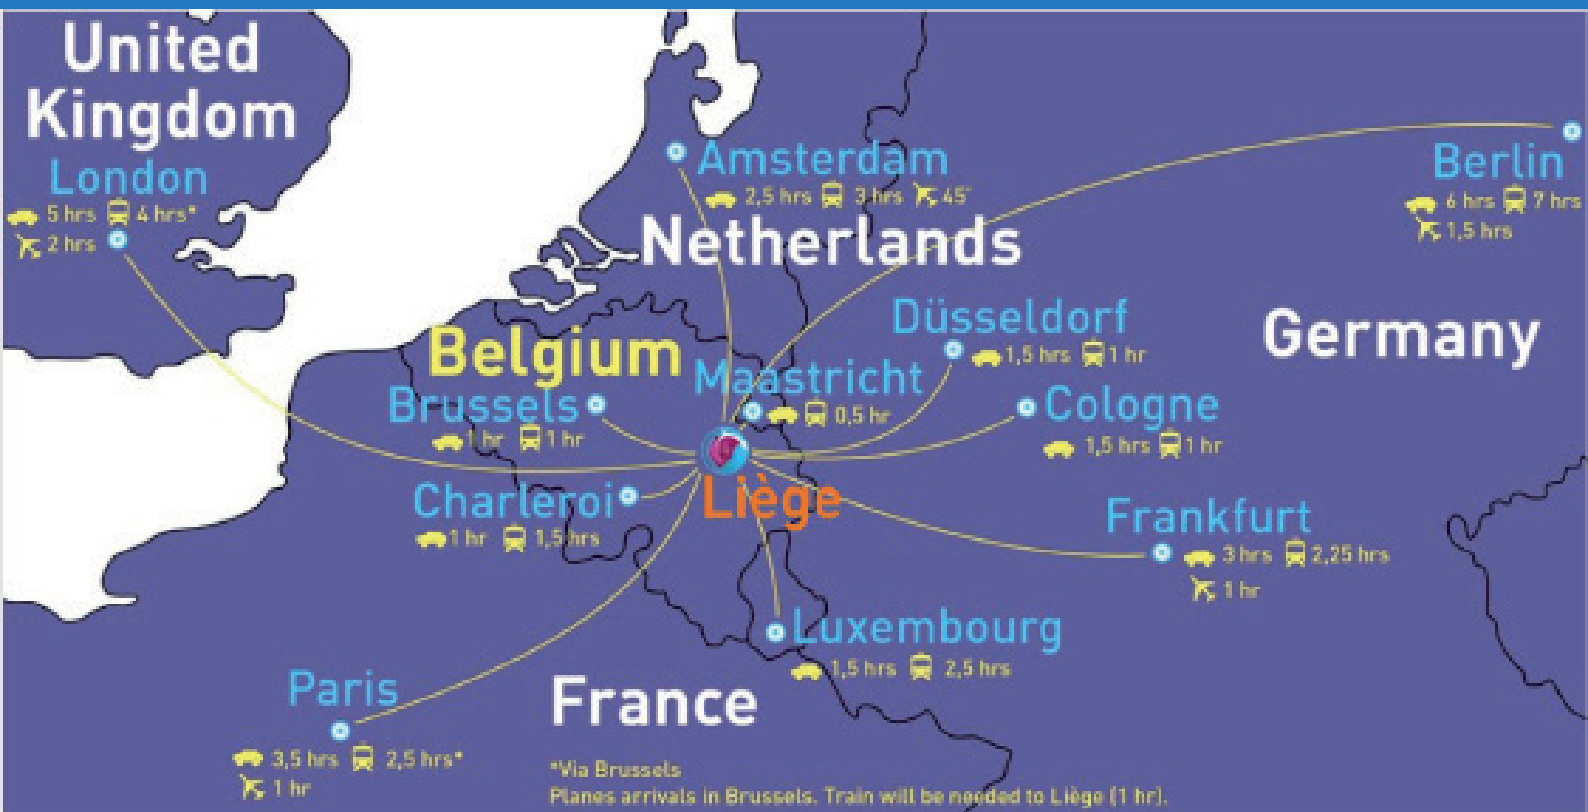 United
Kingdom
London
5 hrs 4 hrs*
2 hrs
Amsterdam
2,5 hrs 3 hrs 45'
Netherlands
Berlin
6 hrs 7 hrs
1,5 hrs
Germany
Düsseldorf
1,5 hrs 1 hr
Belgium
Maastricht
0,5 hr
Brussels
1 hr 1 hr
Cologne
1,5 hrs 1 hr
Liège
Charleroi
1 hr 1,5 hrs
Frankfurt
3 hrs 2,25 hrs
1 hr
Luxembourg
1,5 hrs 2,5 hrs
Paris
3,5 hrs 2,5 hrs*
1 hr
France
*Via Brussels
Planes arrivals in Brussels. Train will be needed to Liège (1 hr).